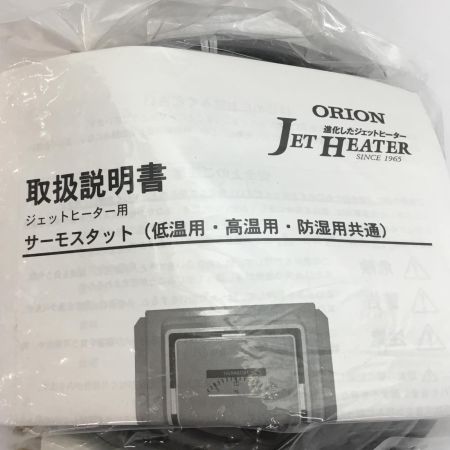 ORION
進化したジェットヒーター
JET HEATER
SINCE 1965
取扱説明書
ジェットヒーター用
サーモスタット（低温用・高温用・防湿用共通）